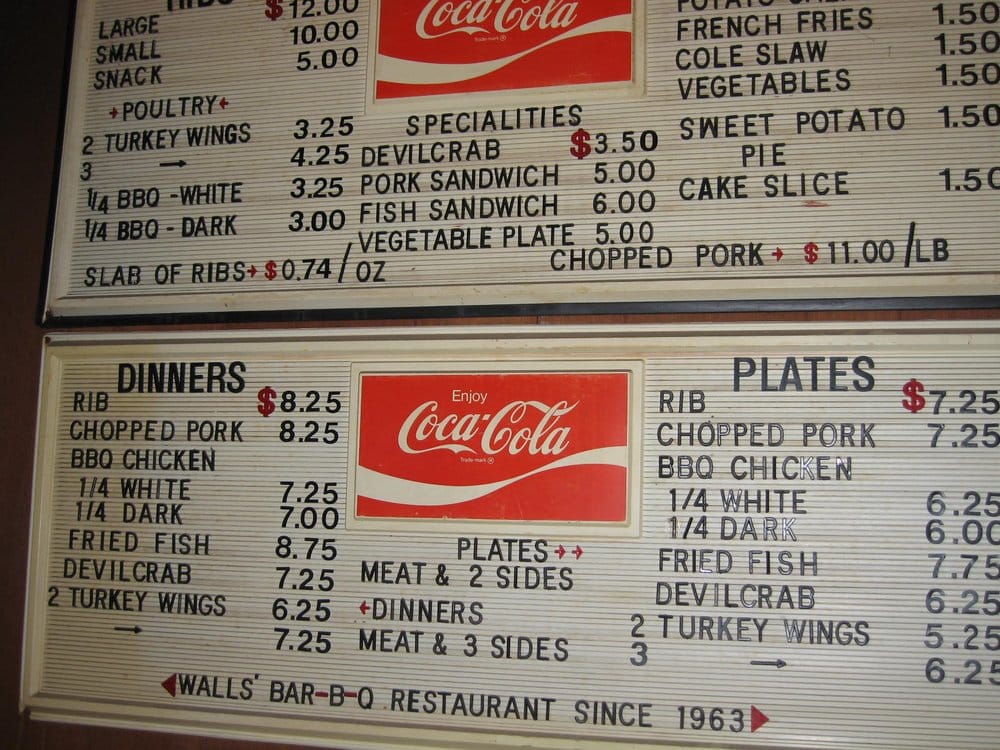 LARGE $12.00
SMALL 10.00
SNACK 5.00
→POULTRY←
2 TURKEY WINGS 3.25
3 → 4.25
1/4 BBQ -WHITE 3.25
1/4 BBQ - DARK 3.00
SLAB OF RIBS→ $0.74/OZ
Coca-Cola
Trade-mark ®
SPECIALITIES
DEVILCRAB $3.50
PORK SANDWICH 5.00
FISH SANDWICH 6.00
VEGETABLE PLATE 5.00
CHOPPED PORK → $11.00/LB
FRENCH FRIES 1.50
COLE SLAW 1.50
VEGETABLES 1.50
SWEET POTATO 1.50
PIE
CAKE SLICE 1.50
DINNERS
RIB $8.25
CHOPPED PORK 8.25
BBQ CHICKEN
1/4 WHITE 7.25
1/4 DARK 7.00
FRIED FISH 8.75
DEVILCRAB 7.25
2 TURKEY WINGS 6.25
→ 7.25
Enjoy
Coca-Cola
Trade-mark ®
PLATES→→
MEAT & 2 SIDES
←DINNERS
MEAT & 3 SIDES
PLATES
RIB $7.25
CHOPPED PORK 7.25
BBQ CHICKEN
1/4 WHITE 6.25
1/4 DARK 6.00
FRIED FISH 7.75
DEVILCRAB 6.25
2 TURKEY WINGS 5.25
3 → 6.25
WALLS' BAR-B-Q RESTAURANT SINCE 1963